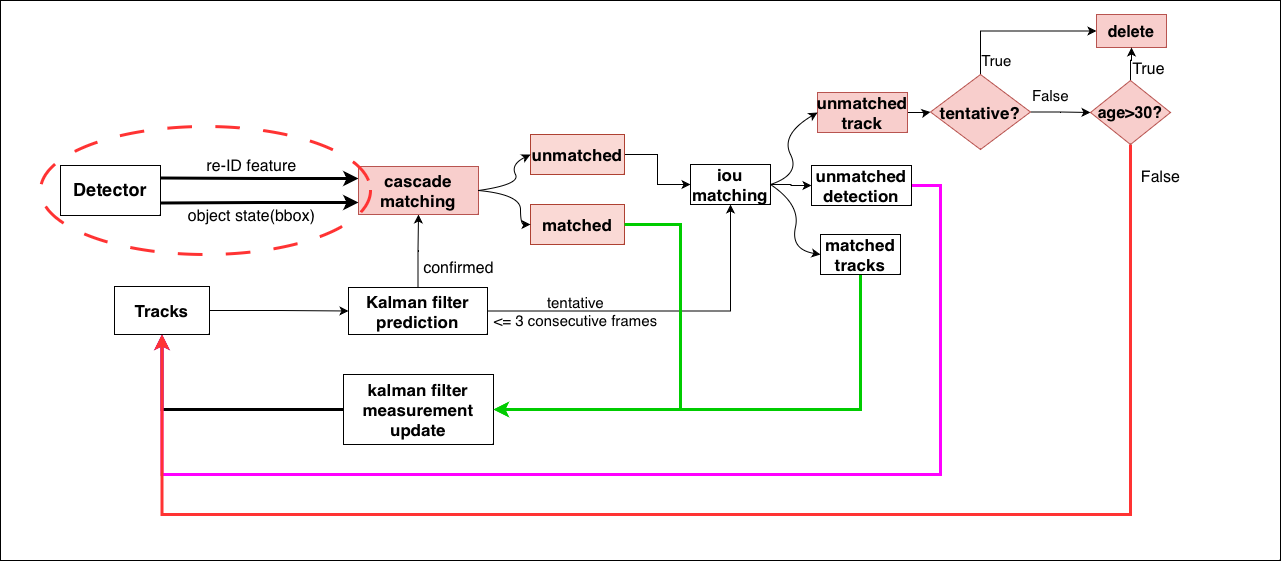 delete
True
True
unmatched
track
tentative?
False
age>30?
re-ID feature
Detector
object state(bbox)
cascade
matching
unmatched
matched
iou
matching
unmatched
detection
matched
tracks
False
confirmed
Tracks
Kalman filter
prediction
tentative
<= 3 consecutive frames
kalman filter
measurement
update